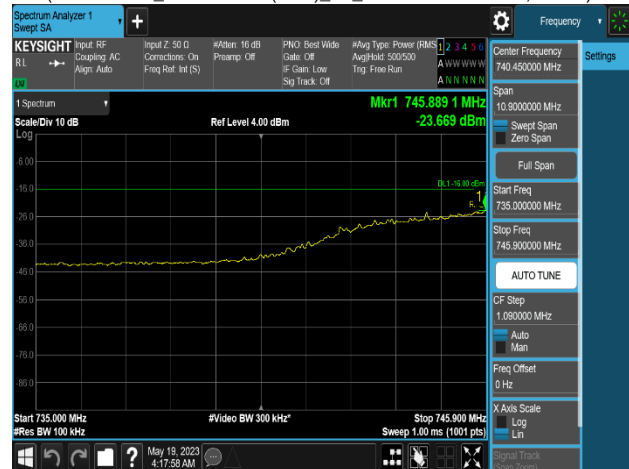 Spectrum Analyzer 1
Swept SA
Frequency
KEYSIGHT
RL
Input: RF
Coupling: AC
Align: Auto
Input Z: 50 Ω
Corrections: On
Freq Ref: Int (S)
#Atten: 16 dB
Preamp: Off
PNO: Best Wide
Gate: Off
IF Gain: Low
Sig Track: Off
#Avg Type: Power (RMS
Avg|Hold: 500/500
Trig: Free Run
1 2 3 4 5 6
A W W W W W
A N N N N N
1 Spectrum
Scale/Div 10 dB
Log
Ref Level 4.00 dBm
Mkr1 745.889 1 MHz
-23.669 dBm
DL1 -16.00 dBm
1
-6.00
-16.0
-26.0
-36.0
-46.0
-56.0
-66.0
-76.0
-86.0
Start 735.000 MHz
#Res BW 100 kHz
#Video BW 300 kHz*
Stop 745.900 MHz
Sweep 1.00 ms (1001 pts)
Center Frequency
740.450000 MHz
Settings
Span
10.9000000 MHz
Swept Span
Zero Span
Full Span
Start Freq
735.000000 MHz
Stop Freq
745.900000 MHz
AUTO TUNE
CF Step
1.090000 MHz
Auto
Man
Freq Offset
0 Hz
X Axis Scale
Log
Lin
Signal Track
(Span Zoom)
?
May 19, 2023
4:17:58 AM